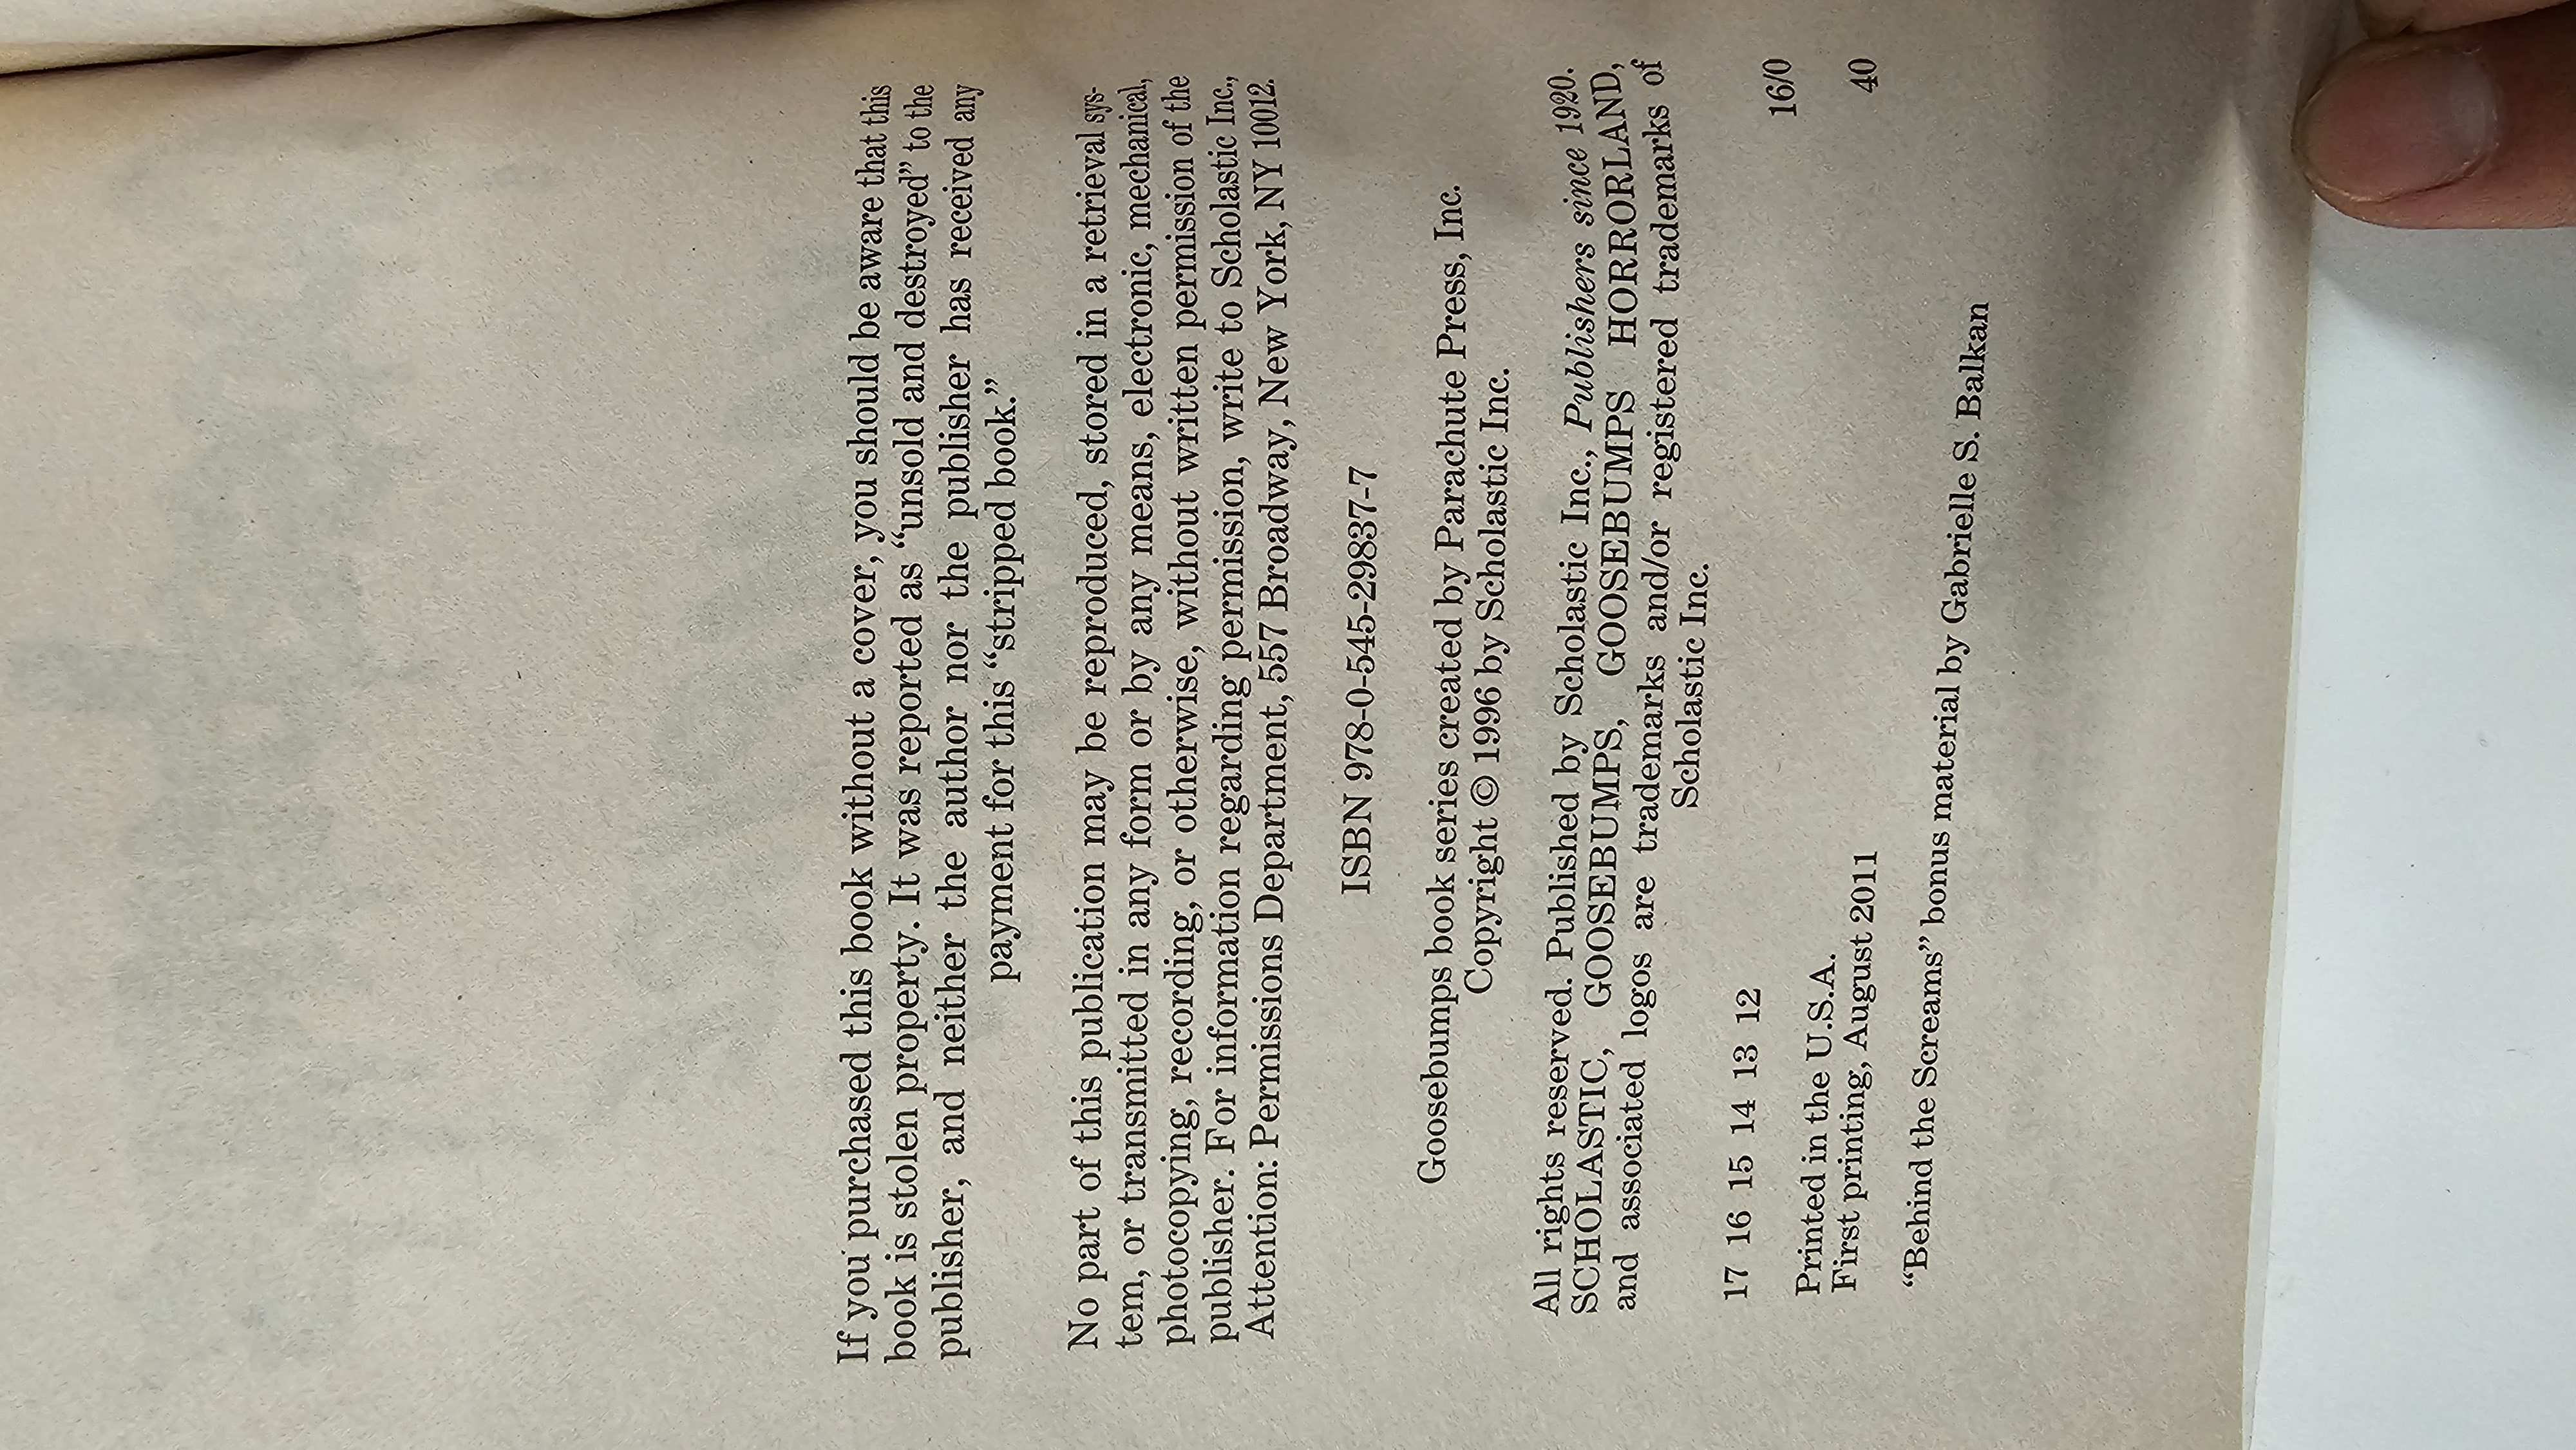 If you purchased this book without a cover, you should be aware that this
book is stolen property. It was reported as “unsold and destroyed” to the
publisher, and neither the author nor the publisher has received any
payment for this “stripped book.”
No part of this publication may be reproduced, stored in a retrieval sys-
tem, or transmitted in any form or by any means, electronic, mechanical,
photocopying, recording, or otherwise, without written permission of the
publisher. For information regarding permission, write to Scholastic Inc.,
Attention: Permissions Department, 557 Broadway, New York, NY 10012.
ISBN 978-0-545-29837-7
Goosebumps book series created by Parachute Press, Inc.
Copyright © 1996 by Scholastic Inc.
All rights reserved. Published by Scholastic Inc., Publishers since 1920.
SCHOLASTIC, GOOSEBUMPS, GOOSEBUMPS HORRORLAND,
and associated logos are trademarks and/or registered trademarks of
Scholastic Inc.
17 16 15 14 13 12
16/0
Printed in the U.S.A.
40
First printing, August 2011
“Behind the Screams” bonus material by Gabrielle S. Balkan